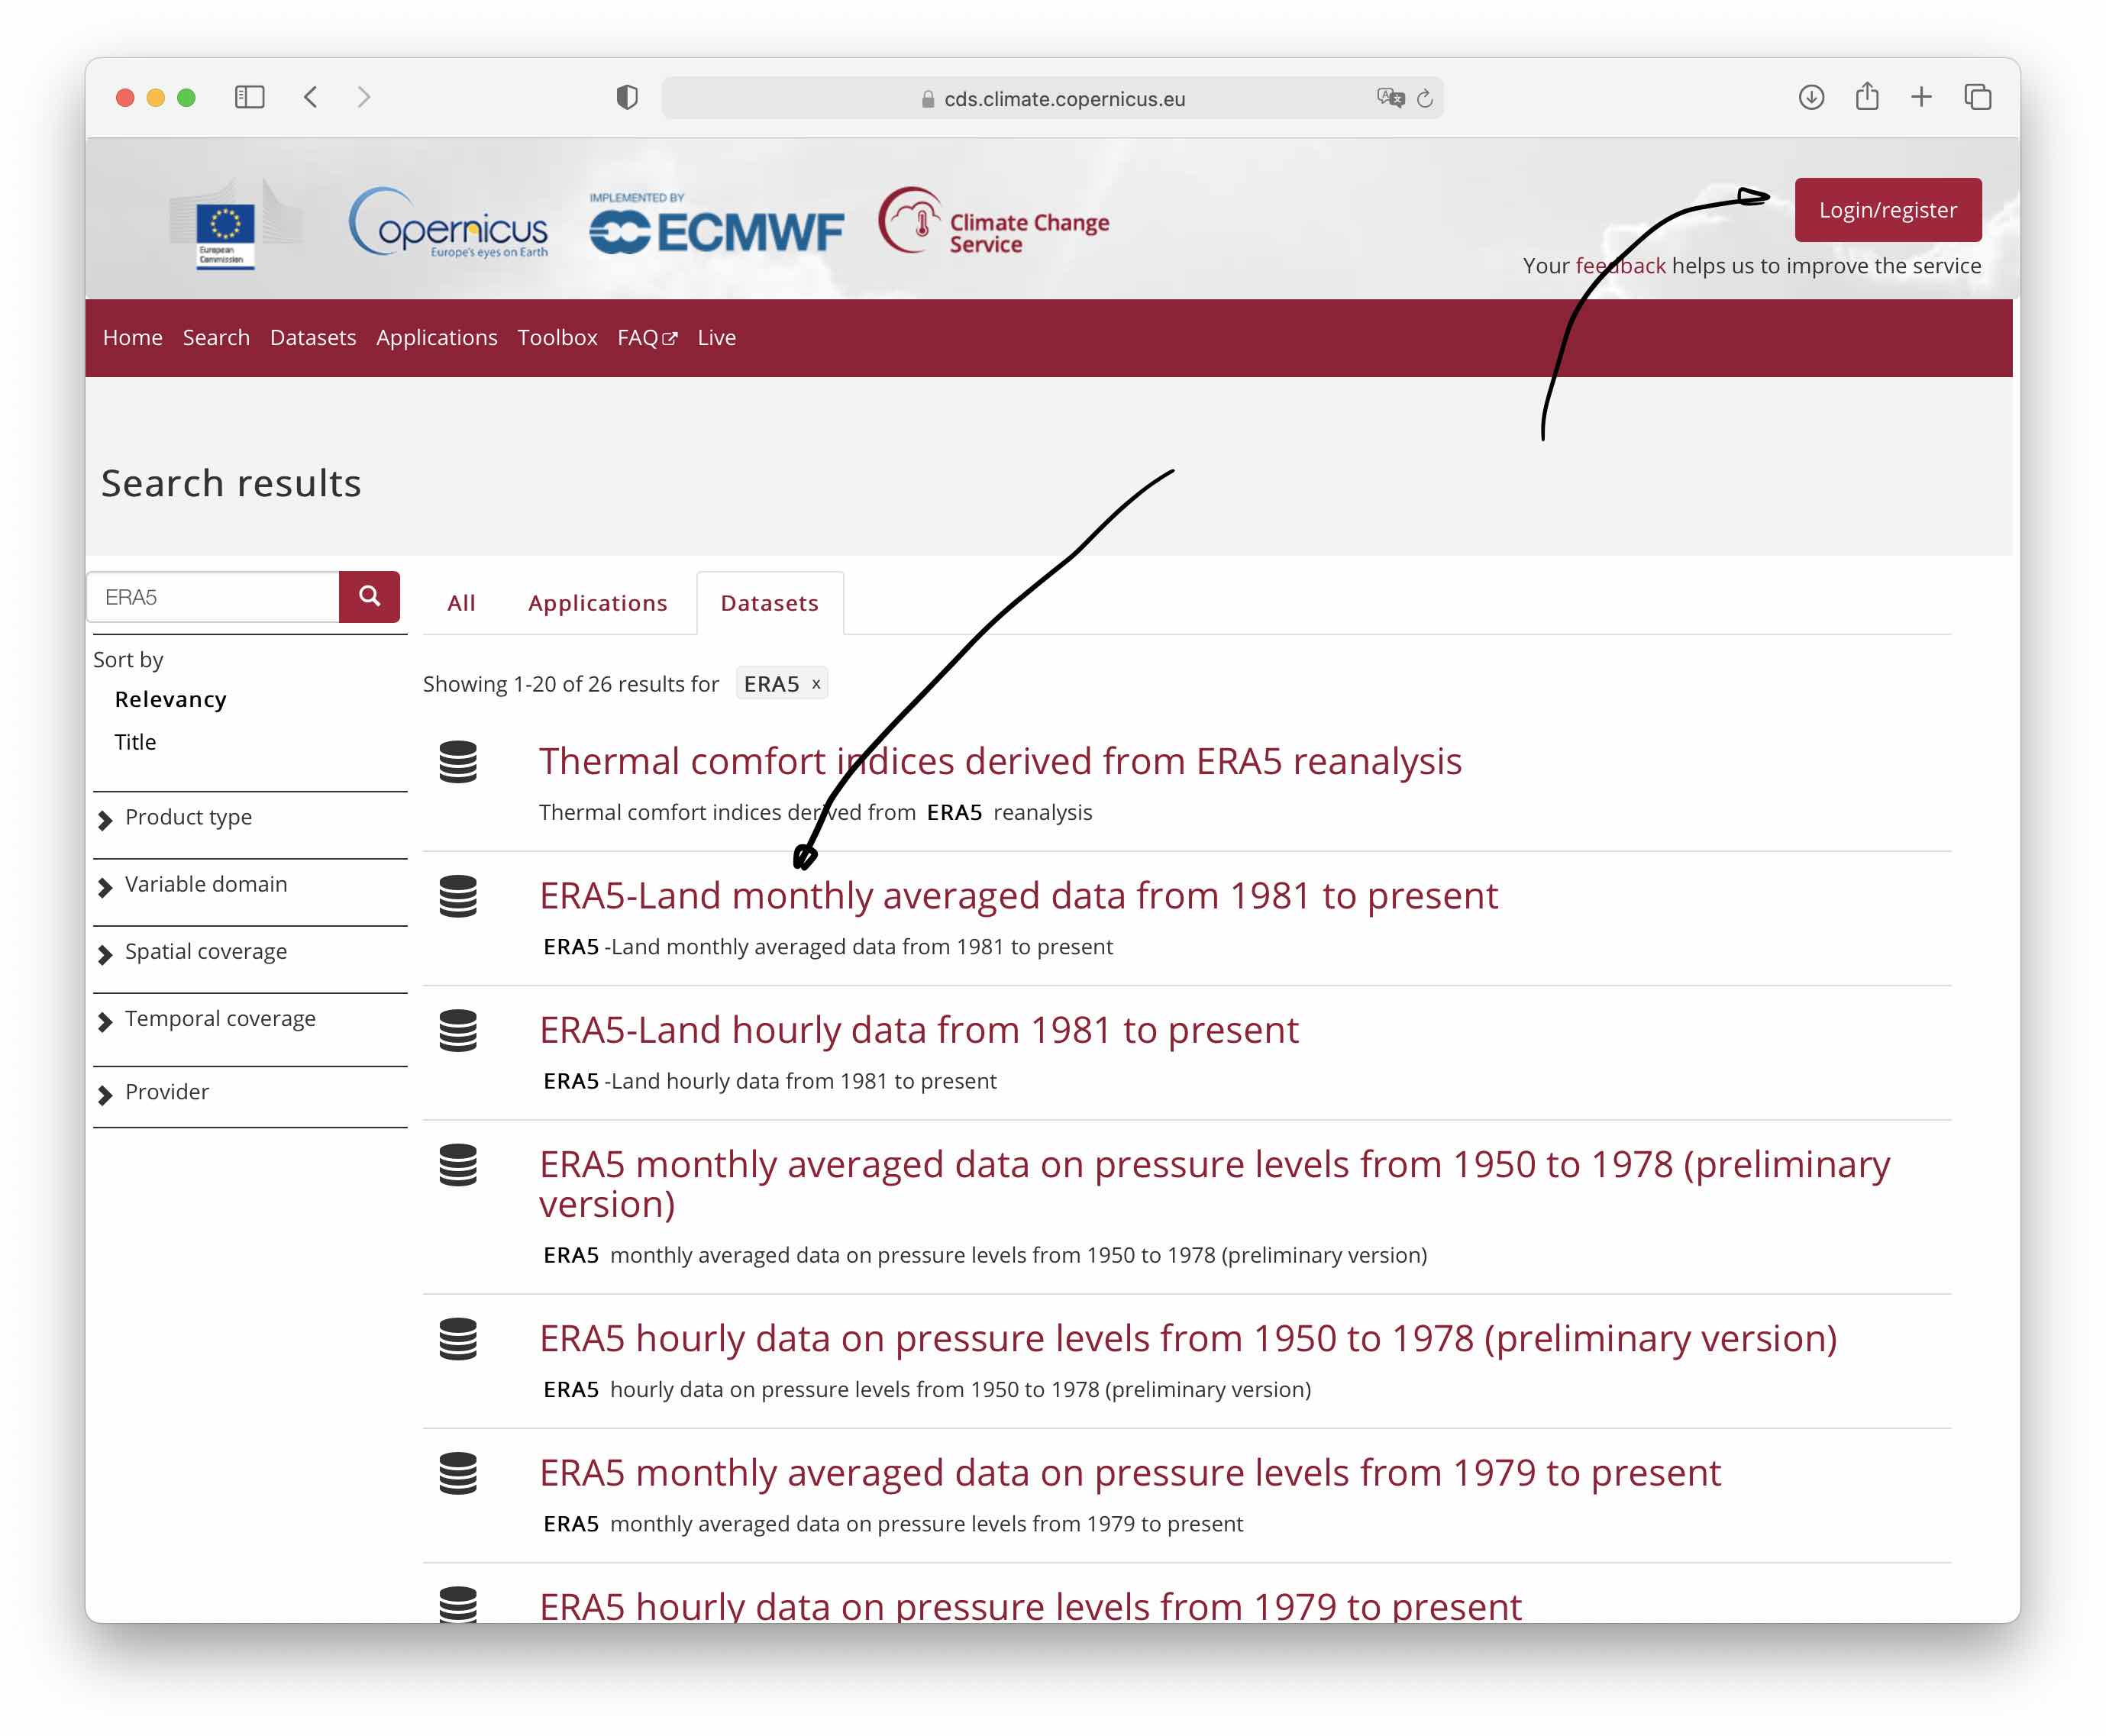 cds.climate.copernicus.eu
European
Commission
Copernicus
Europe's eyes on Earth
IMPLEMENTED BY
ECMWF
Climate Change
Service
Login/register
Your feedback helps us to improve the service
Home Search Datasets Applications Toolbox FAQ Live
Search results
ERA5
Sort by
Relevancy
Title
Product type
Variable domain
Spatial coverage
Temporal coverage
Provider
All Applications Datasets
Showing 1-20 of 26 results for ERA5 x
Thermal comfort indices derived from ERA5 reanalysis
Thermal comfort indices derived from ERA5 reanalysis
ERA5-Land monthly averaged data from 1981 to present
ERA5 -Land monthly averaged data from 1981 to present
ERA5-Land hourly data from 1981 to present
ERA5 -Land hourly data from 1981 to present
ERA5 monthly averaged data on pressure levels from 1950 to 1978 (preliminary
version)
ERA5 monthly averaged data on pressure levels from 1950 to 1978 (preliminary version)
ERA5 hourly data on pressure levels from 1950 to 1978 (preliminary version)
ERA5 hourly data on pressure levels from 1950 to 1978 (preliminary version)
ERA5 monthly averaged data on pressure levels from 1979 to present
ERA5 monthly averaged data on pressure levels from 1979 to present
ERA5 hourly data on pressure levels from 1979 to present